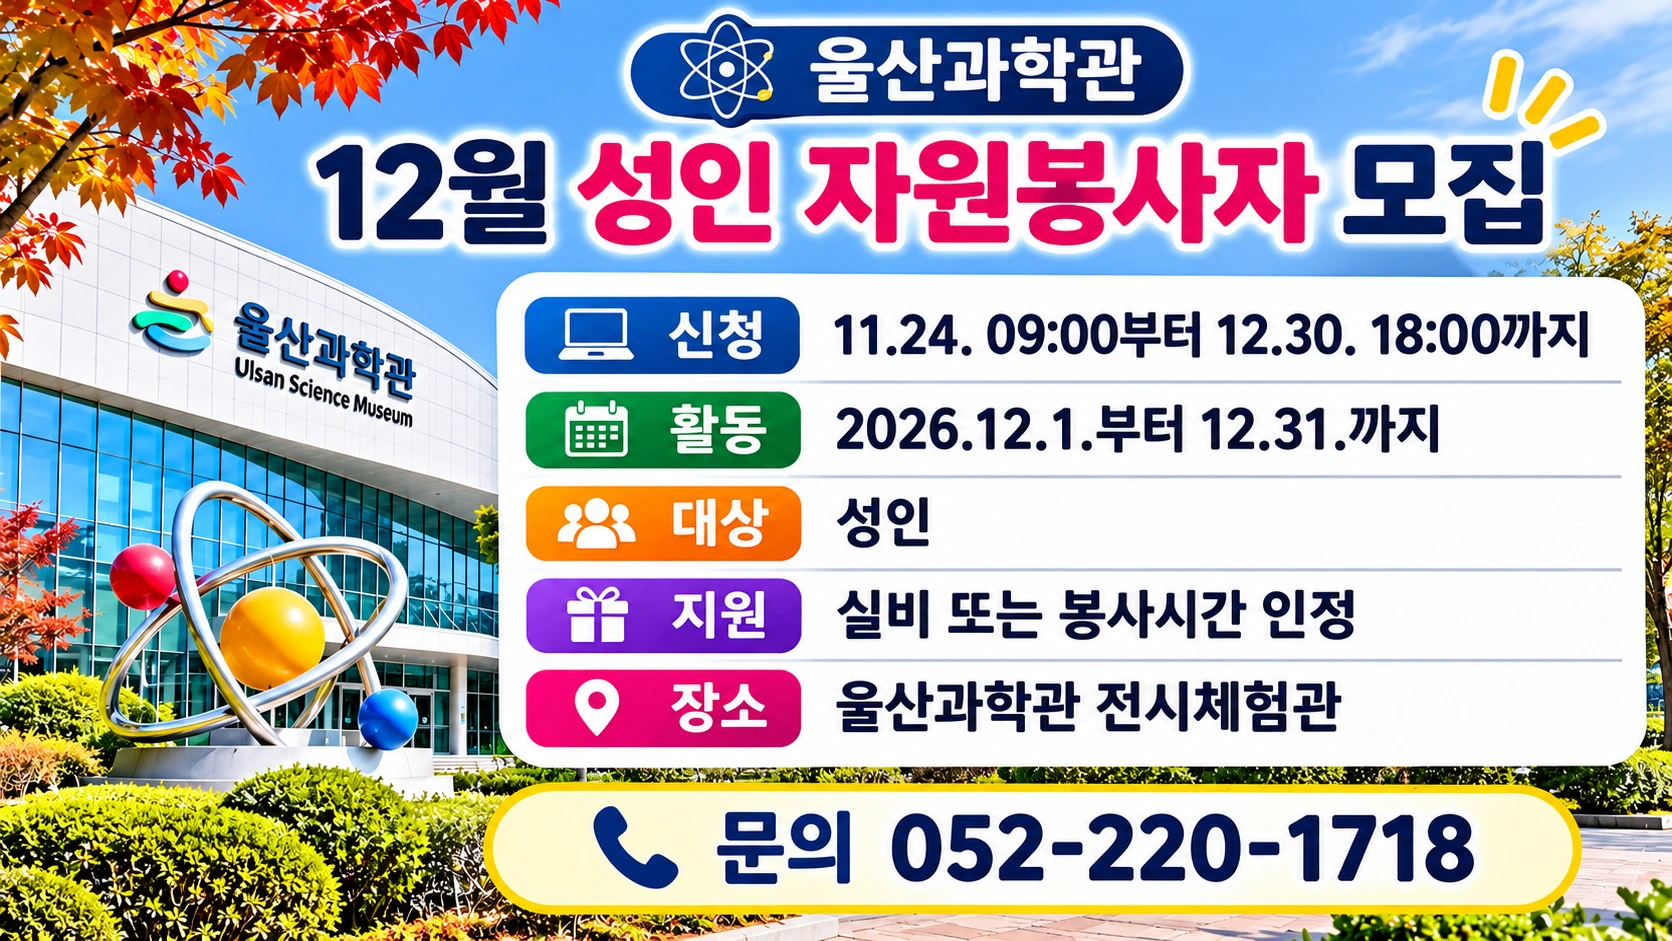 울산과학관
12월 성인 자원봉사자 모집
울산과학관
Ulsan Science Museum
신청 11.24. 09:00부터 12.30. 18:00까지
활동 2026.12.1.부터 12.31.까지
대상 성인
지원 실비 또는 봉사시간 인정
장소 울산과학관 전시체험관
문의 052-220-1718